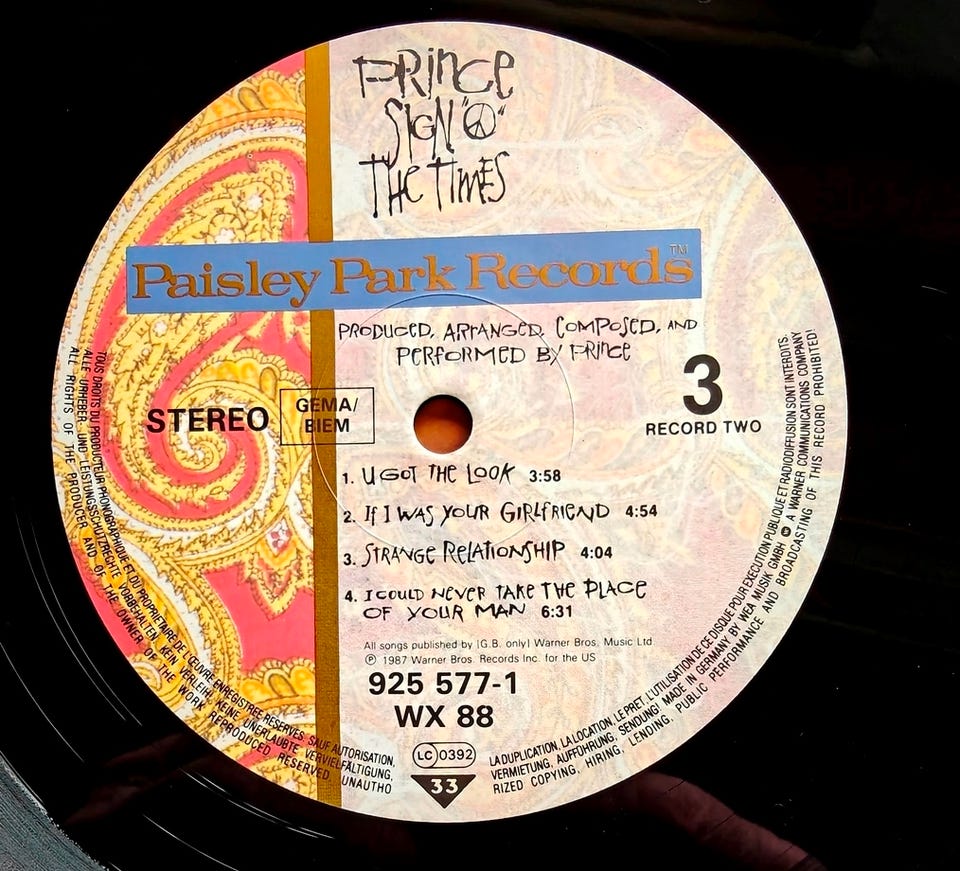 PRINCE
SIGN "☮"
THE TIMES
Paisley Park Records™
PRODUCED, ARRANGED, COMPOSED, AND
PERFORMED BY PRINCE
3
RECORD TWO
STEREO
GEMA/
BIEM
1. U GOT THE LOOK 3:58
2. IF I WAS YOUR GIRLFRIEND 4:54
3. STRANGE RELATIONSHIP 4:04
4. I COULD NEVER TAKE THE PLACE
OF YOUR MAN 6:31
All songs published by (G.B. only) Warner Bros. Music Ltd
℗ 1987 Warner Bros. Records Inc. for the US
925 577-1
WX 88
LC 0392
33
TOUS DROITS DU PRODUCTEUR PHONOGRAPHIQUE ET DU PROPRIETAIRE DE L'ŒUVRE ENREGISTREE RESERVES. SAUF AUTORISATION, LA DUPLICATION, LA LOCATION, LE PRET, L'UTILISATION DE CE DISQUE POUR EXECUTION PUBLIQUE ET RADIODIFFUSION SONT INTERDITS.
ALLE URHEBER- UND LEISTUNGSSCHUTZRECHTE VORBEHALTEN. KEIN VERLEIH! KEINE UNERLAUBTE VERVIELFÄLTIGUNG, VERMIETUNG, AUFFÜHRUNG, SENDUNG! MADE IN GERMANY BY WEA MUSIK GMBH A WARNER COMMUNICATIONS COMPANY
ALL RIGHTS OF THE PRODUCER AND OF THE OWNER OF THE WORK REPRODUCED RESERVED UNAUTHORIZED COPYING, HIRING, LENDING, PUBLIC PERFORMANCE AND BROADCASTING OF THIS RECORD PROHIBITED!